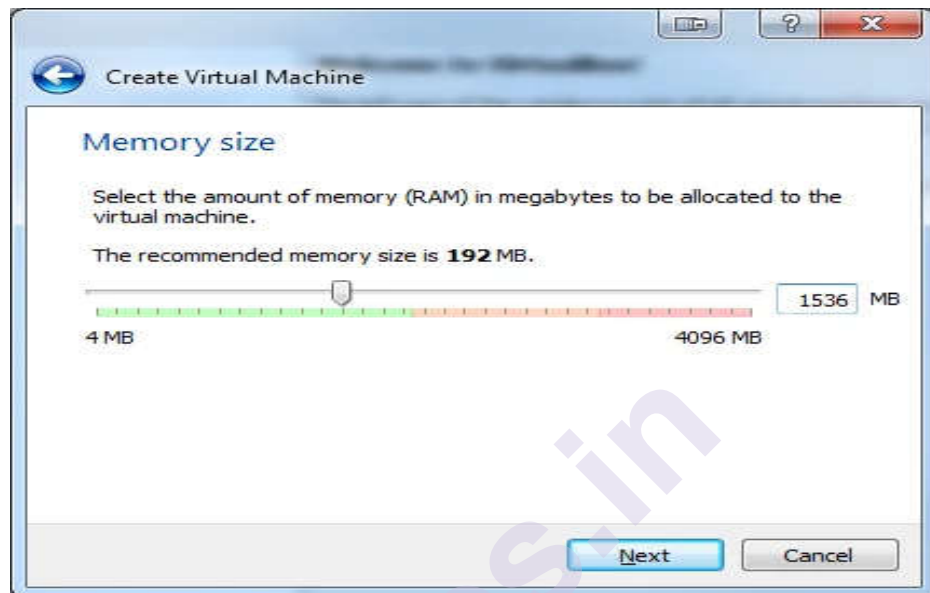 Create Virtual Machine
Memory size
Select the amount of memory (RAM) in megabytes to be allocated to the
virtual machine.
The recommended memory size is 192 MB.
1536 MB
4 MB 4096 MB
s.in
Next Cancel